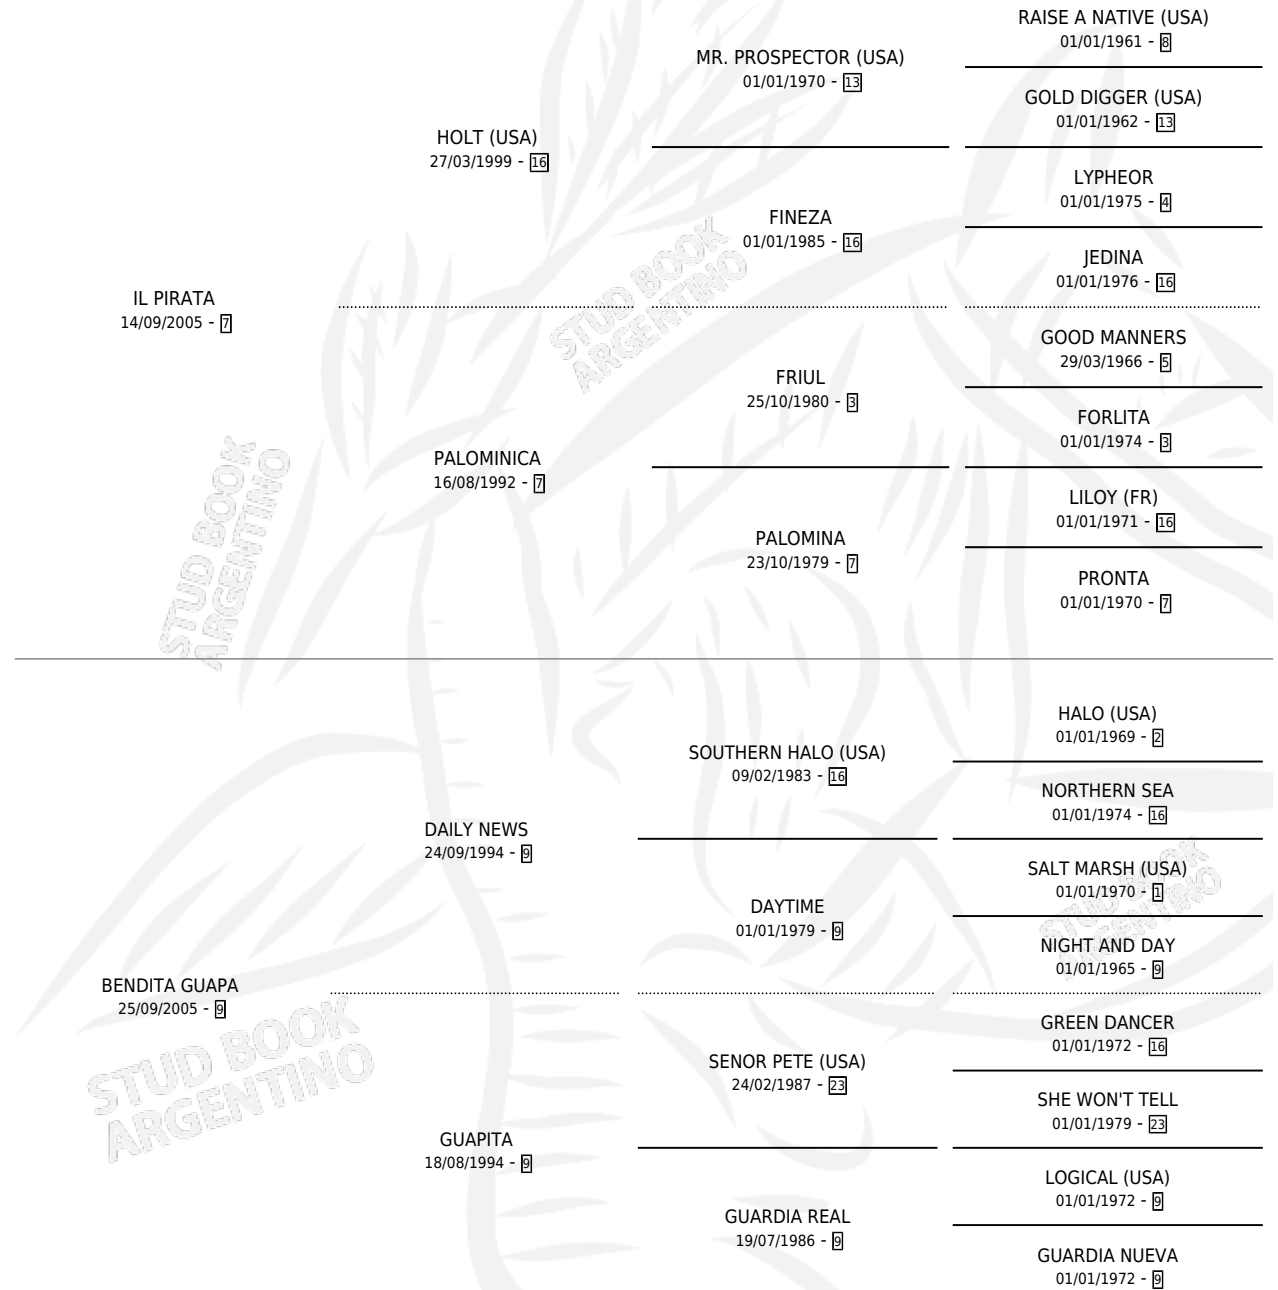 RAISE A NATIVE (USA)
01/01/1961 - 8
MR. PROSPECTOR (USA)
01/01/1970 - 13
GOLD DIGGER (USA)
01/01/1962 - 13
HOLT (USA)
27/03/1999 - 16
LYPHEOR
01/01/1975 - 4
FINEZA
01/01/1985 - 16
JEDINA
01/01/1976 - 16
IL PIRATA
14/09/2005 - 7
GOOD MANNERS
29/03/1966 - 5
FRIUL
25/10/1980 - 3
FORLITA
01/01/1974 - 3
PALOMINICA
16/08/1992 - 7
LILOY (FR)
01/01/1971 - 16
PALOMINA
23/10/1979 - 7
PRONTA
01/01/1970 - 7
HALO (USA)
01/01/1969 - 2
SOUTHERN HALO (USA)
09/02/1983 - 16
NORTHERN SEA
01/01/1974 - 16
DAILY NEWS
24/09/1994 - 9
SALT MARSH (USA)
01/01/1970 - 1
DAYTIME
01/01/1979 - 9
NIGHT AND DAY
01/01/1965 - 9
BENDITA GUAPA
25/09/2005 - 9
GREEN DANCER
01/01/1972 - 16
SENOR PETE (USA)
24/02/1987 - 23
SHE WON'T TELL
01/01/1979 - 23
GUAPITA
18/08/1994 - 9
LOGICAL (USA)
01/01/1972 - 9
GUARDIA REAL
19/07/1986 - 9
GUARDIA NUEVA
01/01/1972 - 9
STUD BOOK
ARGENTINO
STUD BOOK
ARGENTINO
STUD BOOK
ARGENTINO
STUD BOOK
ARGENTINO